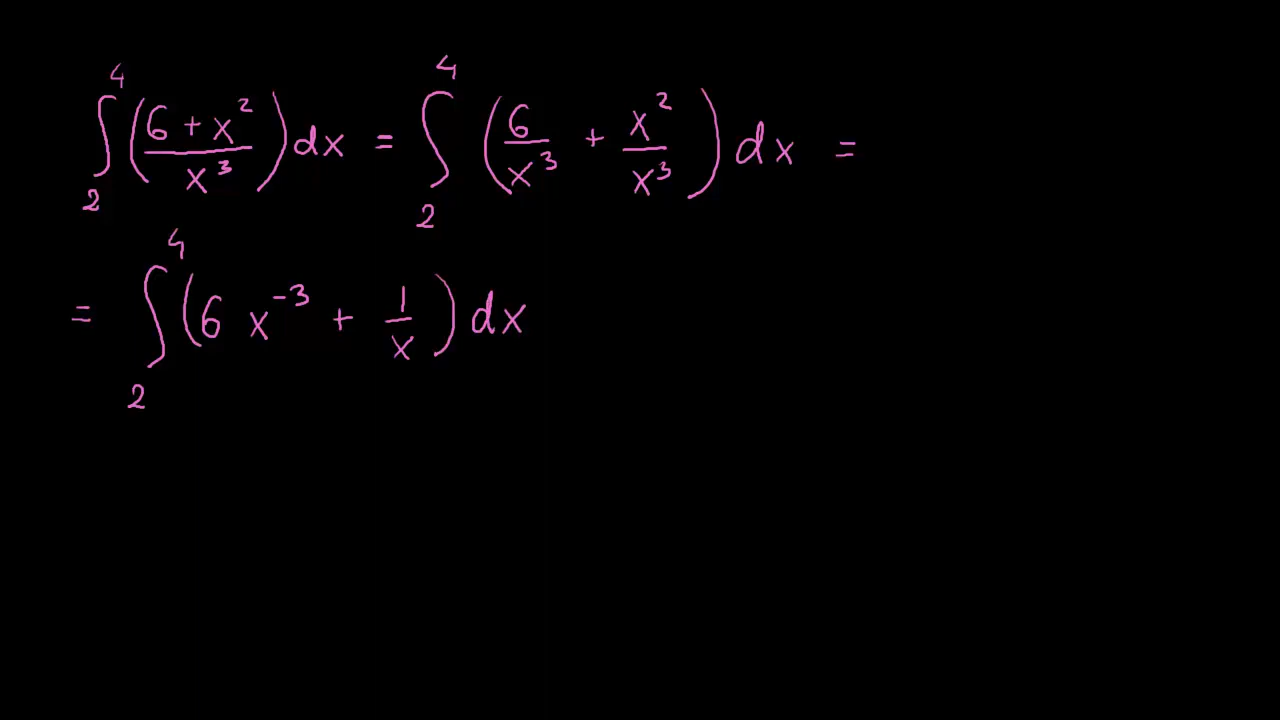 ∫₂⁴ ((6 + x²)/x³) dx = ∫₂⁴ (6/x³ + x²/x³) dx =
= ∫₂⁴ (6 x⁻³ + 1/x) dx